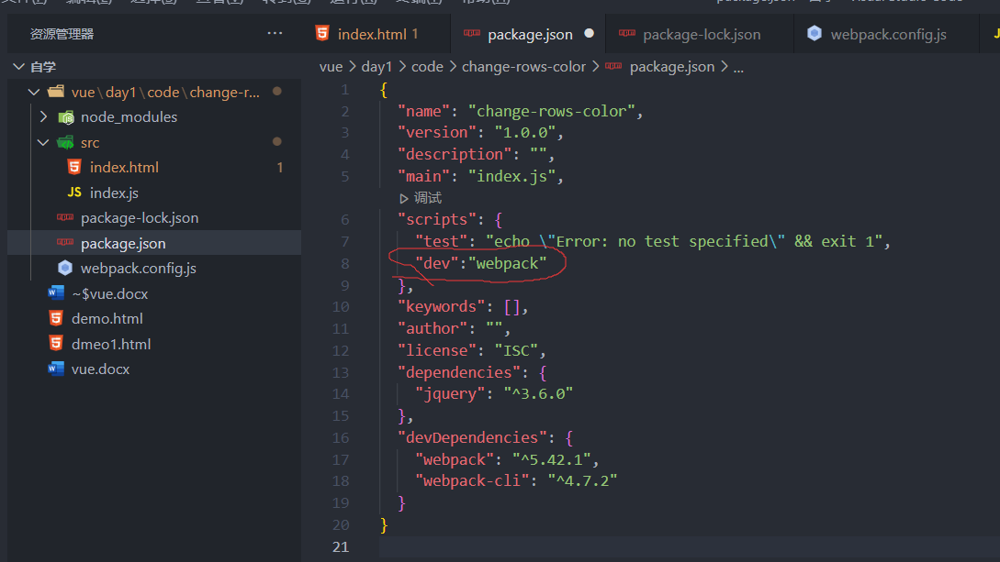 资源管理器 ···
index.html 1 package.json package-lock.json webpack.config.js
自学
vue > day1 > code > change-rows-color > package.json > ...
vue\day1\code\change-r...
node_modules
src
index.html 1
JS index.js
package-lock.json
package.json
webpack.config.js
~$vue.docx
demo.html
dmeo1.html
vue.docx
1 {
2 "name": "change-rows-color",
3 "version": "1.0.0",
4 "description": "",
5 "main": "index.js",
调试
6 "scripts": {
7 "test": "echo \"Error: no test specified\" && exit 1",
8 "dev":"webpack"
9 },
10 "keywords": [],
11 "author": "",
12 "license": "ISC",
13 "dependencies": {
14 "jquery": "^3.6.0"
15 },
16 "devDependencies": {
17 "webpack": "^5.42.1",
18 "webpack-cli": "^4.7.2"
19 }
20 }
21